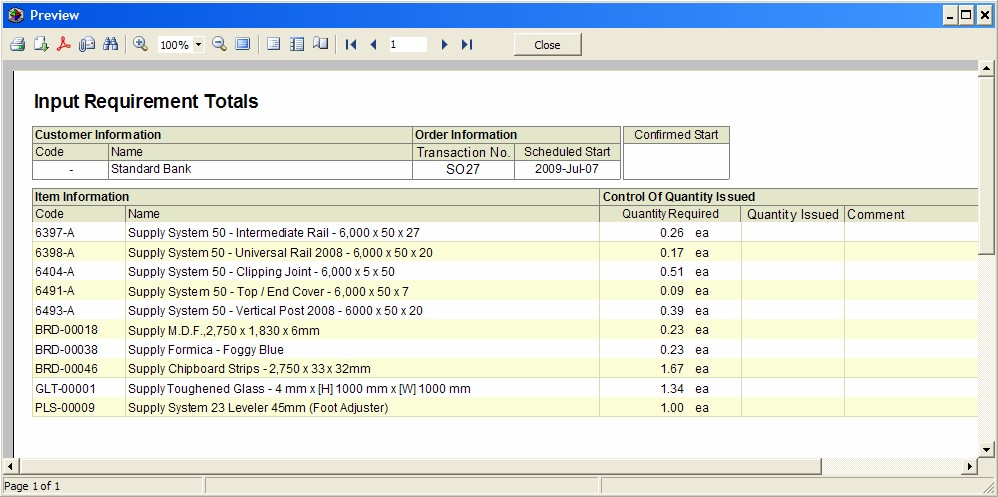 Preview
100% 1 Close
Input Requirement Totals
Customer Information Order Information Confirmed Start
Code Name Transaction No. Scheduled Start
- Standard Bank SO27 2009-Jul-07
Item Information Control Of Quantity Issued
Code Name Quantity Required Quantity Issued Comment
6397-A Supply System 50 - Intermediate Rail - 6,000 x 50 x 27 0.26 ea
6398-A Supply System 50 - Universal Rail 2008 - 6,000 x 50 x 20 0.17 ea
6404-A Supply System 50 - Clipping Joint - 6,000 x 5 x 50 0.51 ea
6491-A Supply System 50 - Top / End Cover - 6,000 x 50 x 7 0.09 ea
6493-A Supply System 50 - Vertical Post 2008 - 6000 x 50 x 20 0.39 ea
BRD-00018 Supply M.D.F.,2,750 x 1,830 x 6mm 0.23 ea
BRD-00038 Supply Formica - Foggy Blue 0.23 ea
BRD-00046 Supply Chipboard Strips - 2,750 x 33 x 32mm 1.67 ea
GLT-00001 Supply Toughened Glass - 4 mm x [H] 1000 mm x [W] 1000 mm 1.34 ea
PLS-00009 Supply System 23 Leveler 45mm (Foot Adjuster) 1.00 ea
Page 1 of 1